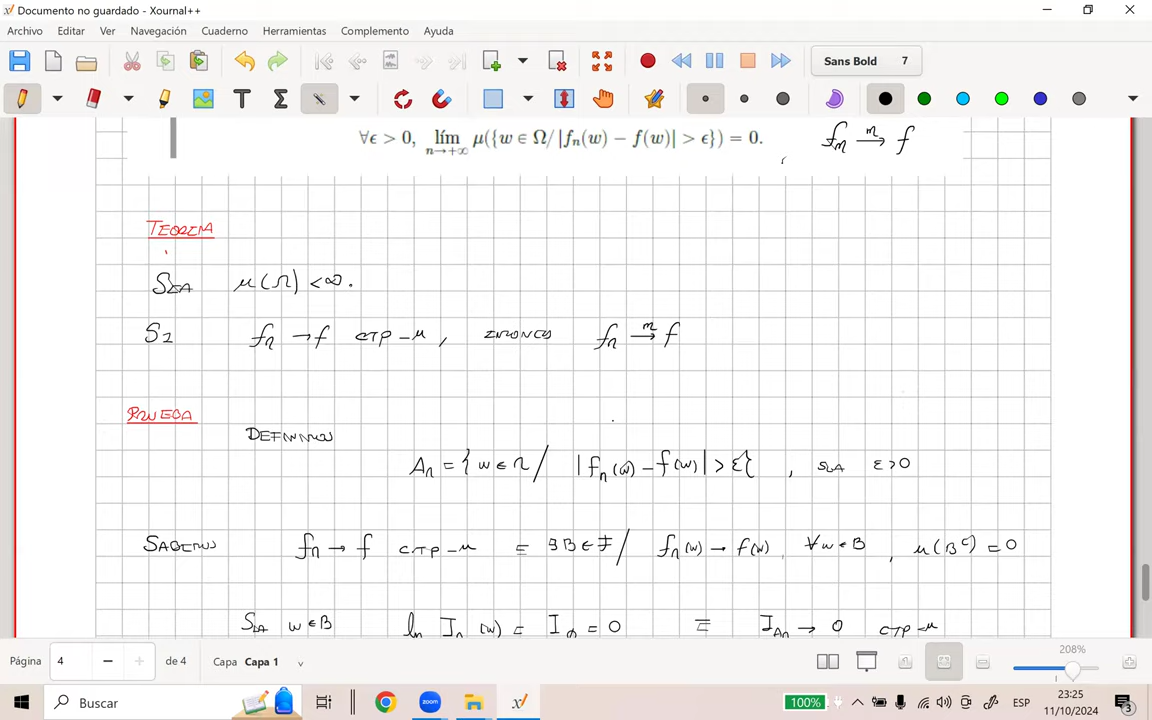 Documento no guardado - Xournal++
Archivo Editar Ver Navegación Cuaderno Herramientas Complemento Ayuda
Sans Bold 7
∀ϵ > 0, lím n→+∞ μ({w ∈ Ω/ |fn(w) − f(w)| > ϵ}) = 0. fn →m f
TEOREMA
SEA μ(Ω) < ∞.
SI fn → f CTP-μ, ENTONCES fn →m f
PRUEBA
DEFINIMOS
An = { w ∈ Ω / |fn(w) − f(w)| > ε} , SEA ε > 0
SABEMOS fn → f CTP-μ ≡ ∃B ∈ F / fn(w) → f(w), ∀w ∈ B, μ(B^c) = 0
SEA w ∈ B In (w) = I∅ = 0 ≡ IAn → 0 CTP-μ
Página 4 de 4 Capa Capa 1
208%
Buscar
100%
ESP
23:25
11/10/2024
3